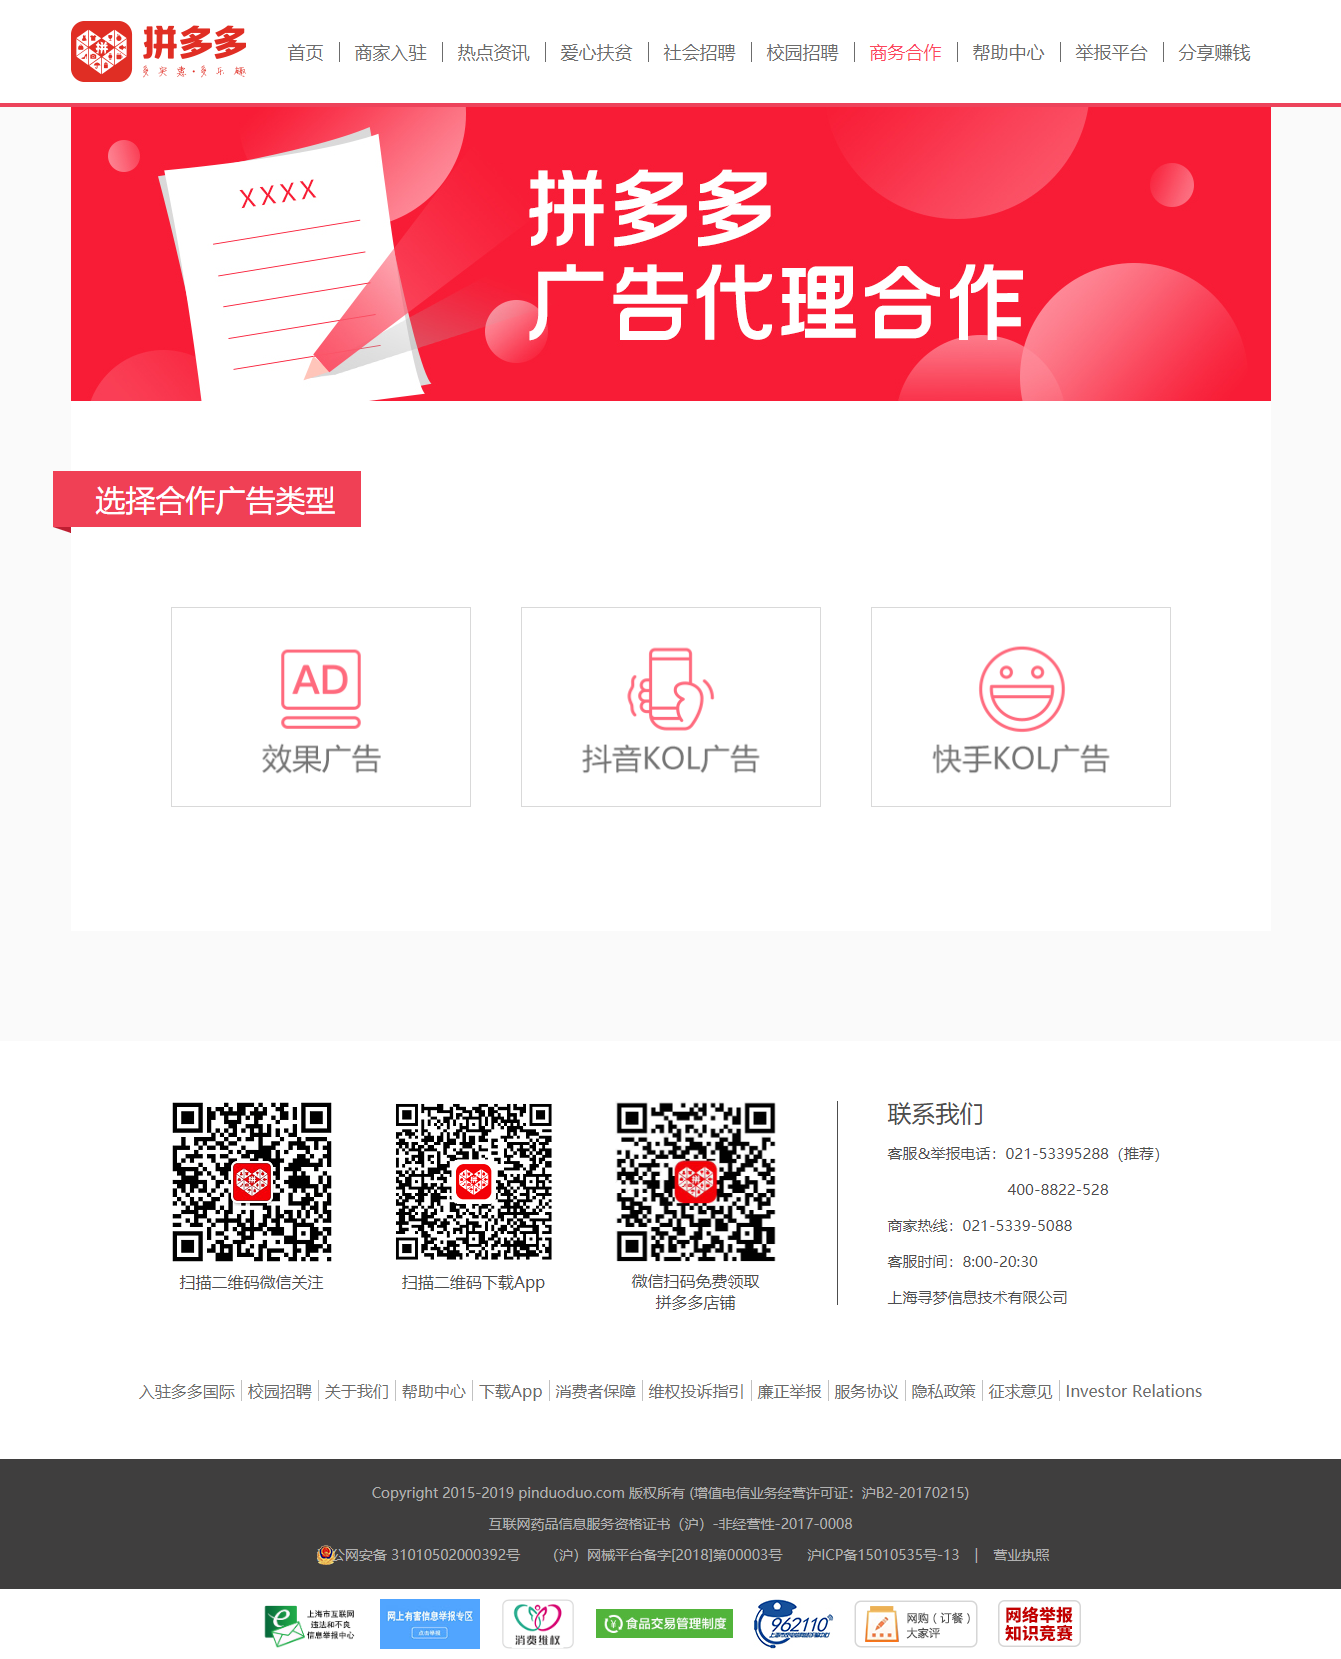 拼多多
多实惠·多乐趣
首页 商家入驻 热点资讯 爱心扶贫 社会招聘 校园招聘 商务合作 帮助中心 举报平台 分享赚钱
XXXX
拼多多
广告代理合作
选择合作广告类型
AD
效果广告 抖音KOL广告 快手KOL广告
扫描二维码微信关注
扫描二维码下载App
微信扫码免费领取
拼多多店铺
联系我们
客服&举报电话：021-53395288（推荐）
400-8822-528
商家热线：021-5339-5088
客服时间：8:00-20:30
上海寻梦信息技术有限公司
入驻多多国际 校园招聘 关于我们 帮助中心 下载App 消费者保障 维权投诉指引 廉正举报 服务协议 隐私政策 征求意见 Investor Relations
Copyright 2015-2019 pinduoduo.com 版权所有 (增值电信业务经营许可证：沪B2-20170215)
互联网药品信息服务资格证书（沪）-非经营性-2017-0008
公网安备 31010502000392号 （沪）网械平台备字[2018]第00003号 沪ICP备15010535号-13 | 营业执照
上海市互联网
违法和不良
信息举报中心
网上有害信息举报专区
点击举报
消费维权
食品交易管理制度
962110
网购（订餐）
大家评
网络举报
知识竞赛